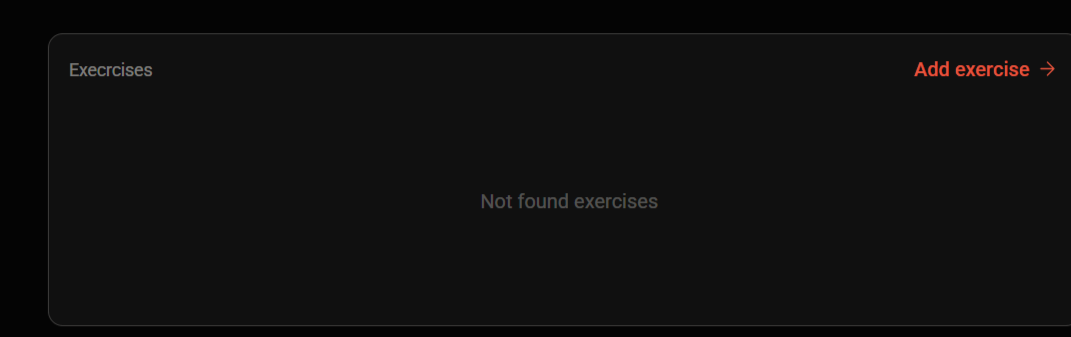 Execrcises
Add exercise →
Not found exercises